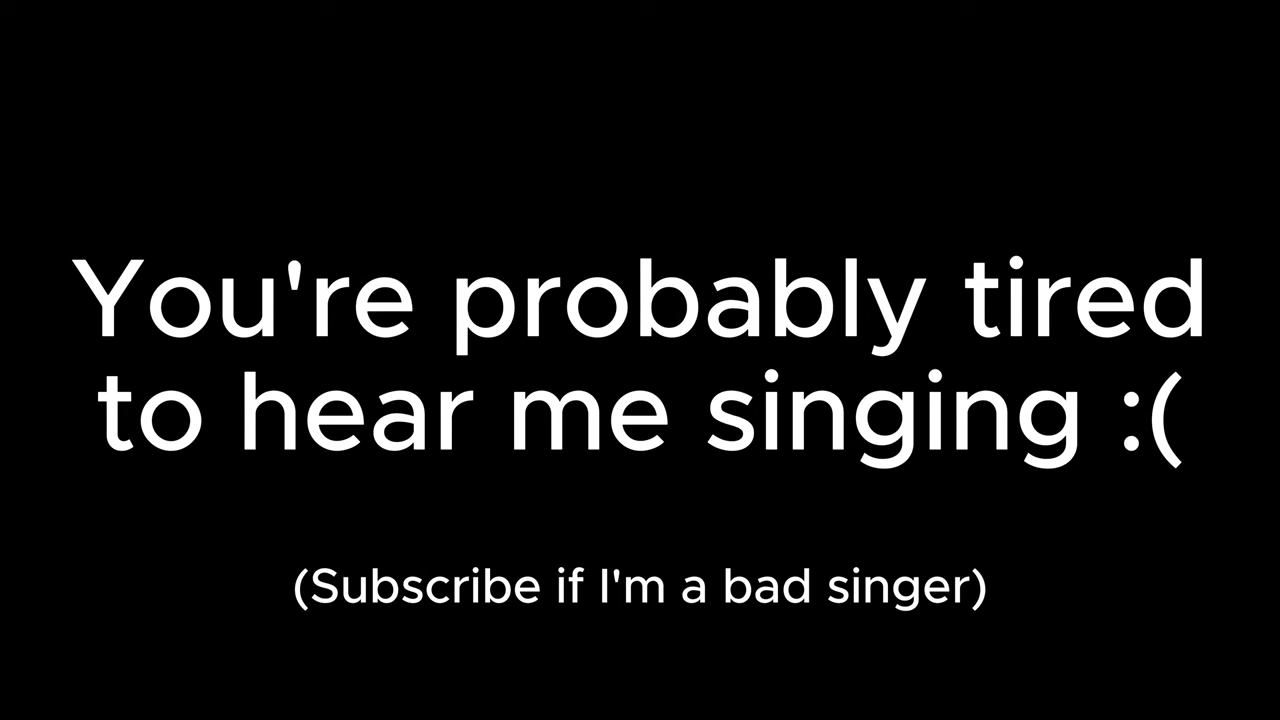 You're probably tired
to hear me singing :(
(Subscribe if I'm a bad singer)